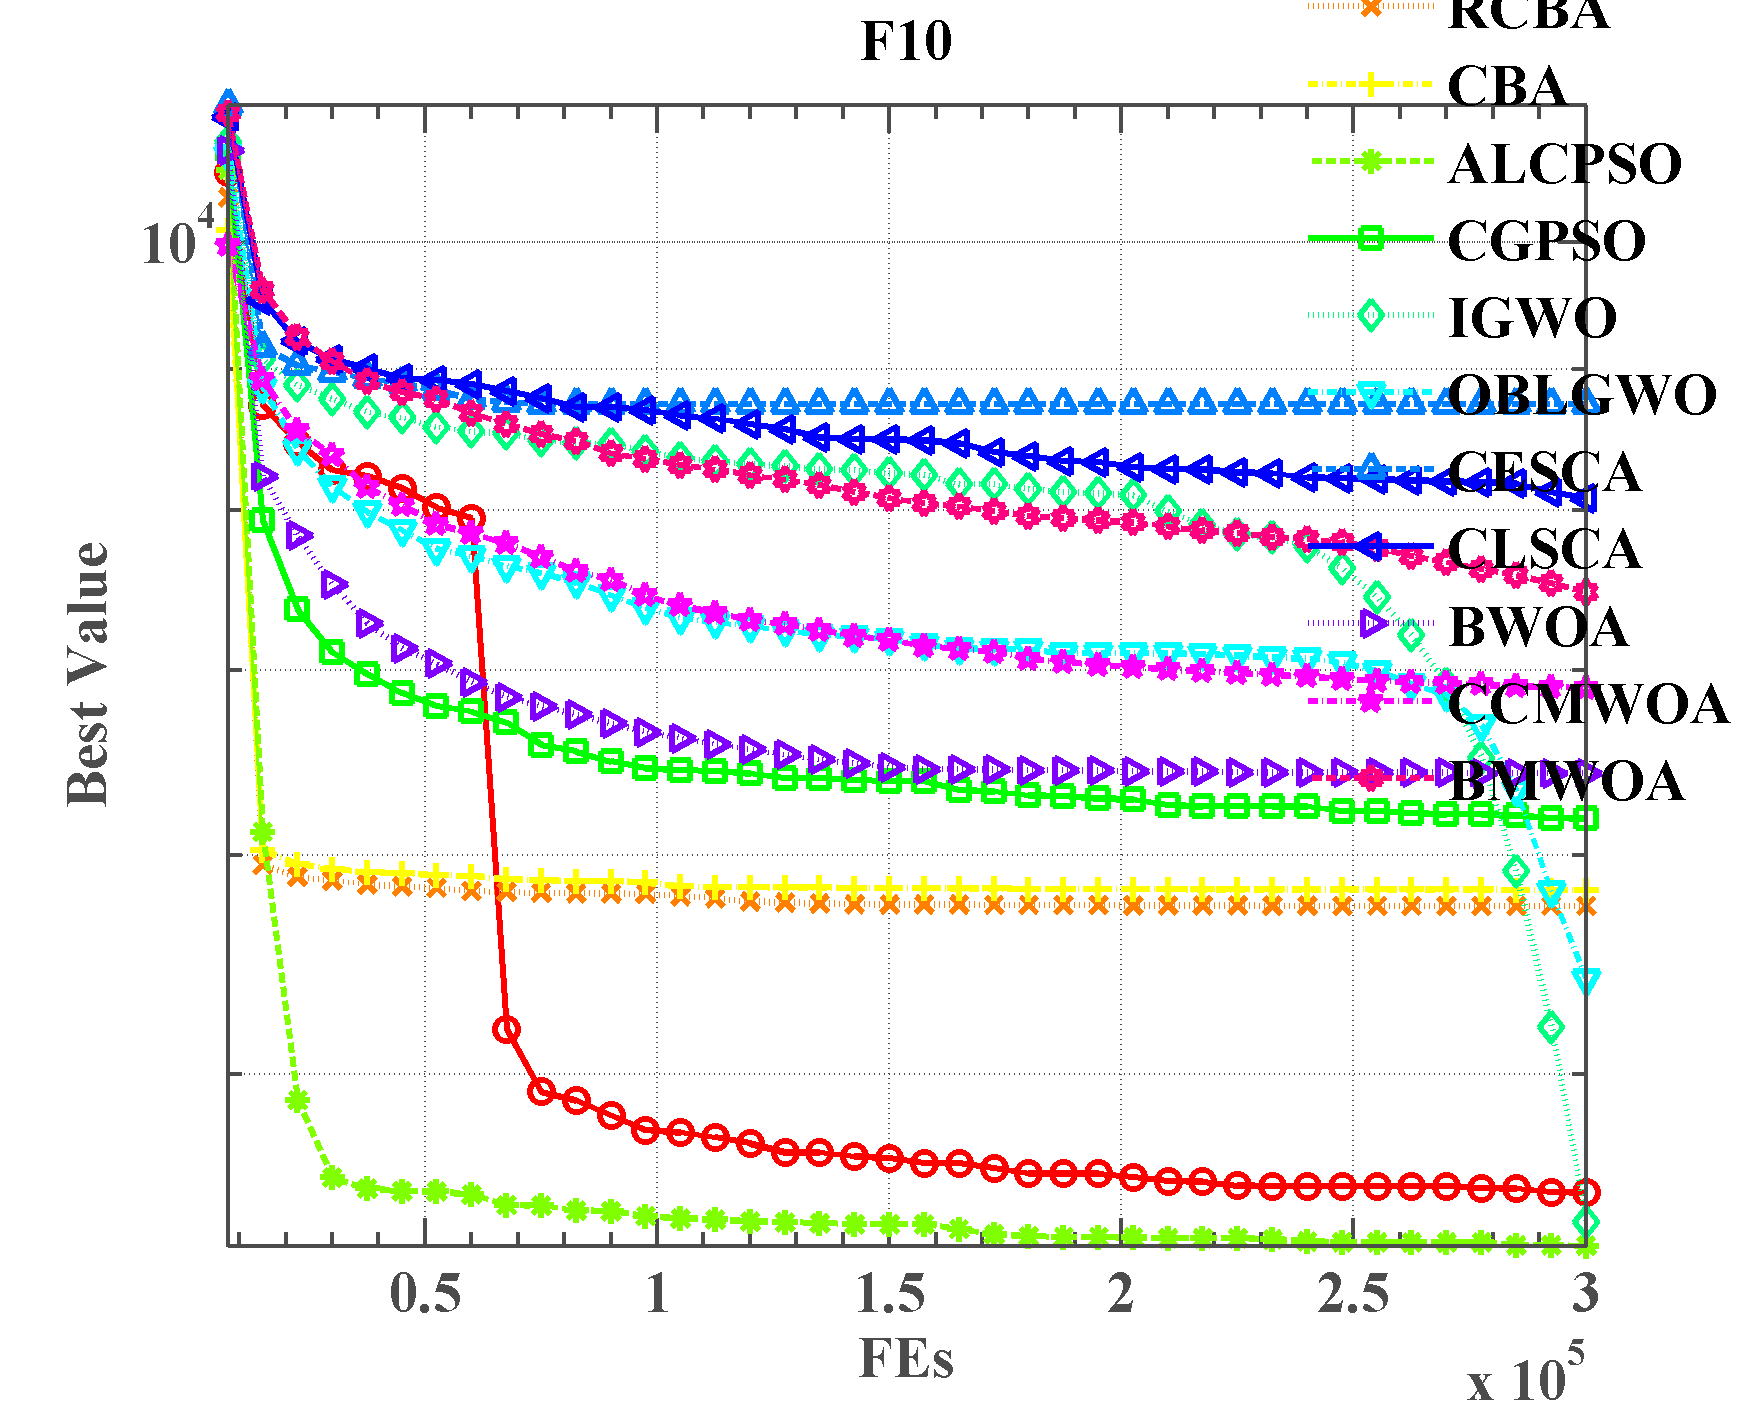 RCBA
F10
CBA
ALCPSO
10^4
CGPSO
IGWO
OBLGWO
CESCA
CLSCA
BWOA
CCMWOA
BMWOA
Best Value
0.5 1 1.5 2 2.5 3
FEs
x 10^5